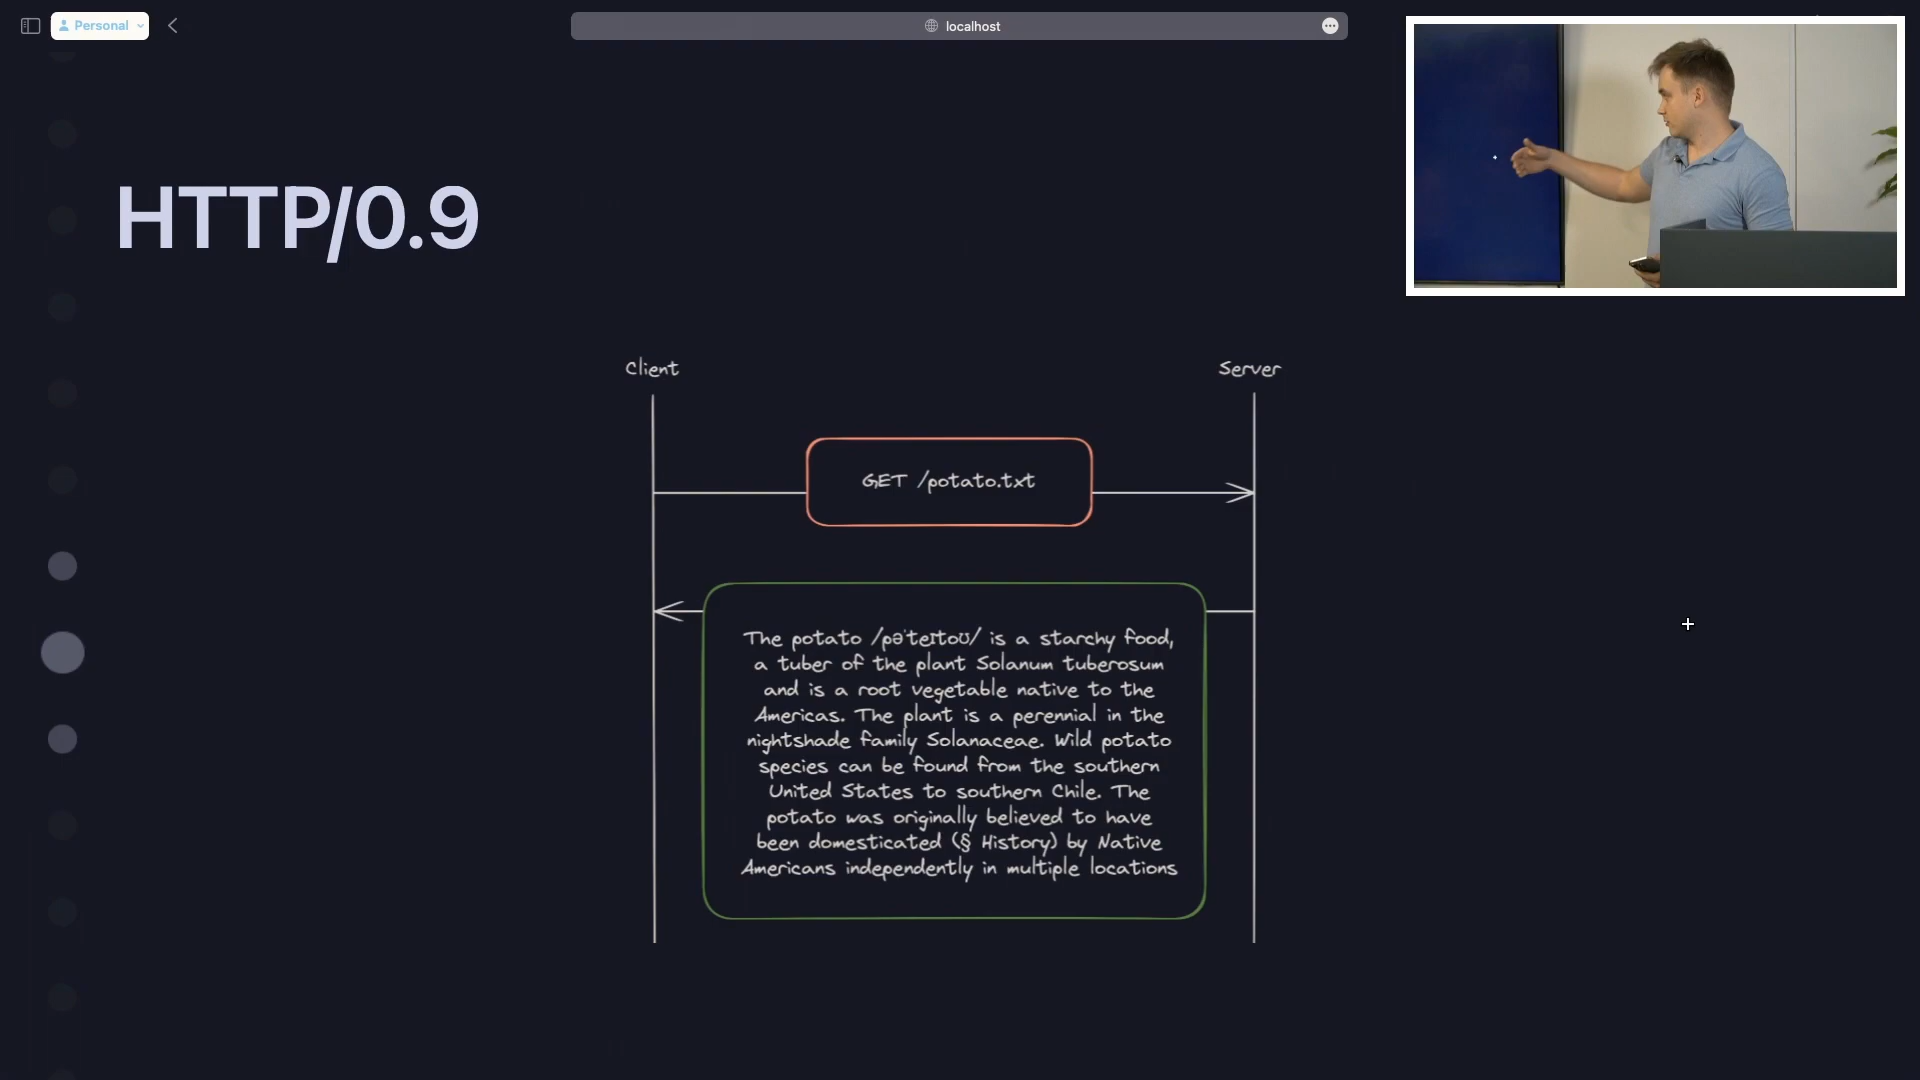 Personal
localhost
HTTP/0.9
Client
Server
GET /potato.txt
The potato /pəˈteɪtoʊ/ is a starchy food,
a tuber of the plant Solanum tuberosum
and is a root vegetable native to the
Americas. The plant is a perennial in the
nightshade family Solanaceae. Wild potato
species can be found from the southern
United States to southern Chile. The
potato was originally believed to have
been domesticated (§ History) by Native
Americans independently in multiple locations